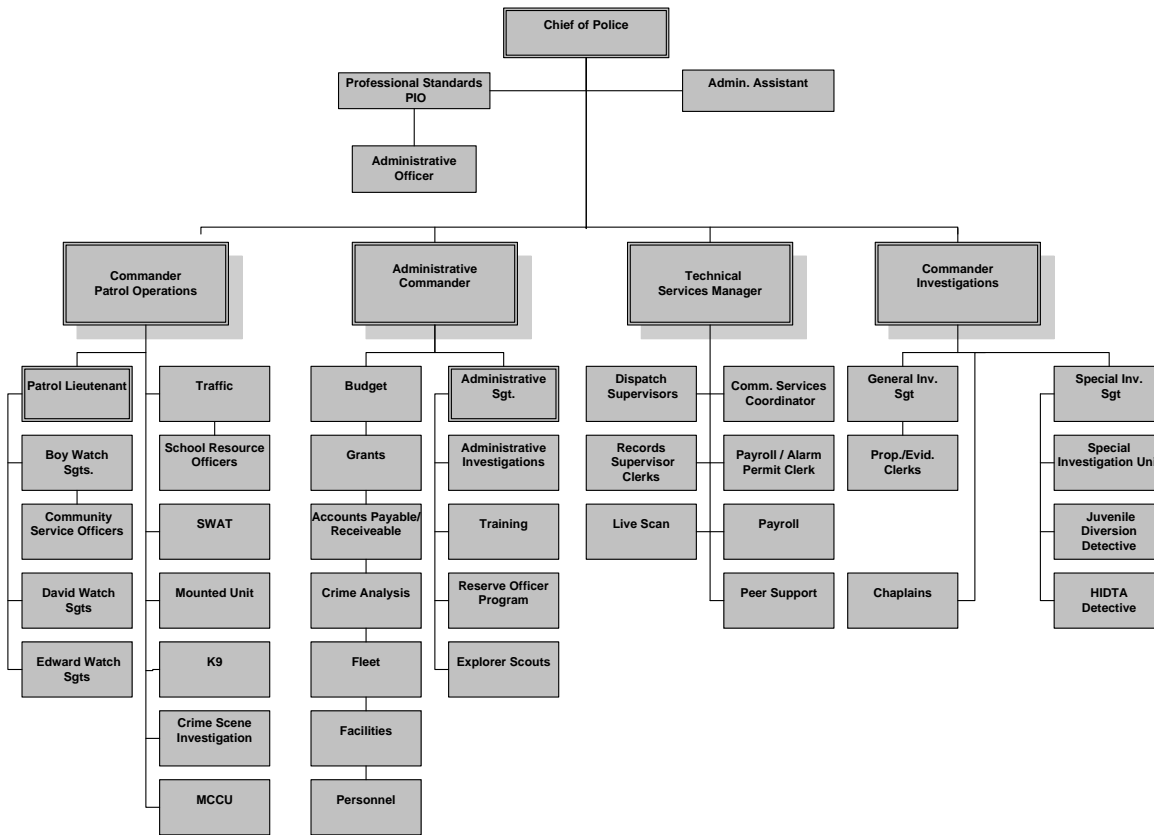 Chief of Police
Professional Standards
PIO
Admin. Assistant
Administrative
Officer
Commander
Patrol Operations
Administrative
Commander
Technical
Services Manager
Commander
Investigations
Patrol Lieutenant
Traffic
Budget
Administrative
Sgt.
Dispatch
Supervisors
Comm. Services
Coordinator
General Inv.
Sgt
Special Inv.
Sgt
Boy Watch
Sgts.
School Resource
Officers
Grants
Administrative
Investigations
Records
Supervisor
Clerks
Payroll / Alarm
Permit Clerk
Prop./Evid.
Clerks
Special
Investigation Unit
Community
Service Officers
SWAT
Accounts Payable/
Receiveable
Training
Live Scan
Payroll
Juvenile
Diversion
Detective
David Watch
Sgts
Mounted Unit
Crime Analysis
Reserve Officer
Program
Peer Support
Chaplains
HIDTA
Detective
Edward Watch
Sgts
K9
Fleet
Explorer Scouts
Crime Scene
Investigation
Facilities
MCCU
Personnel